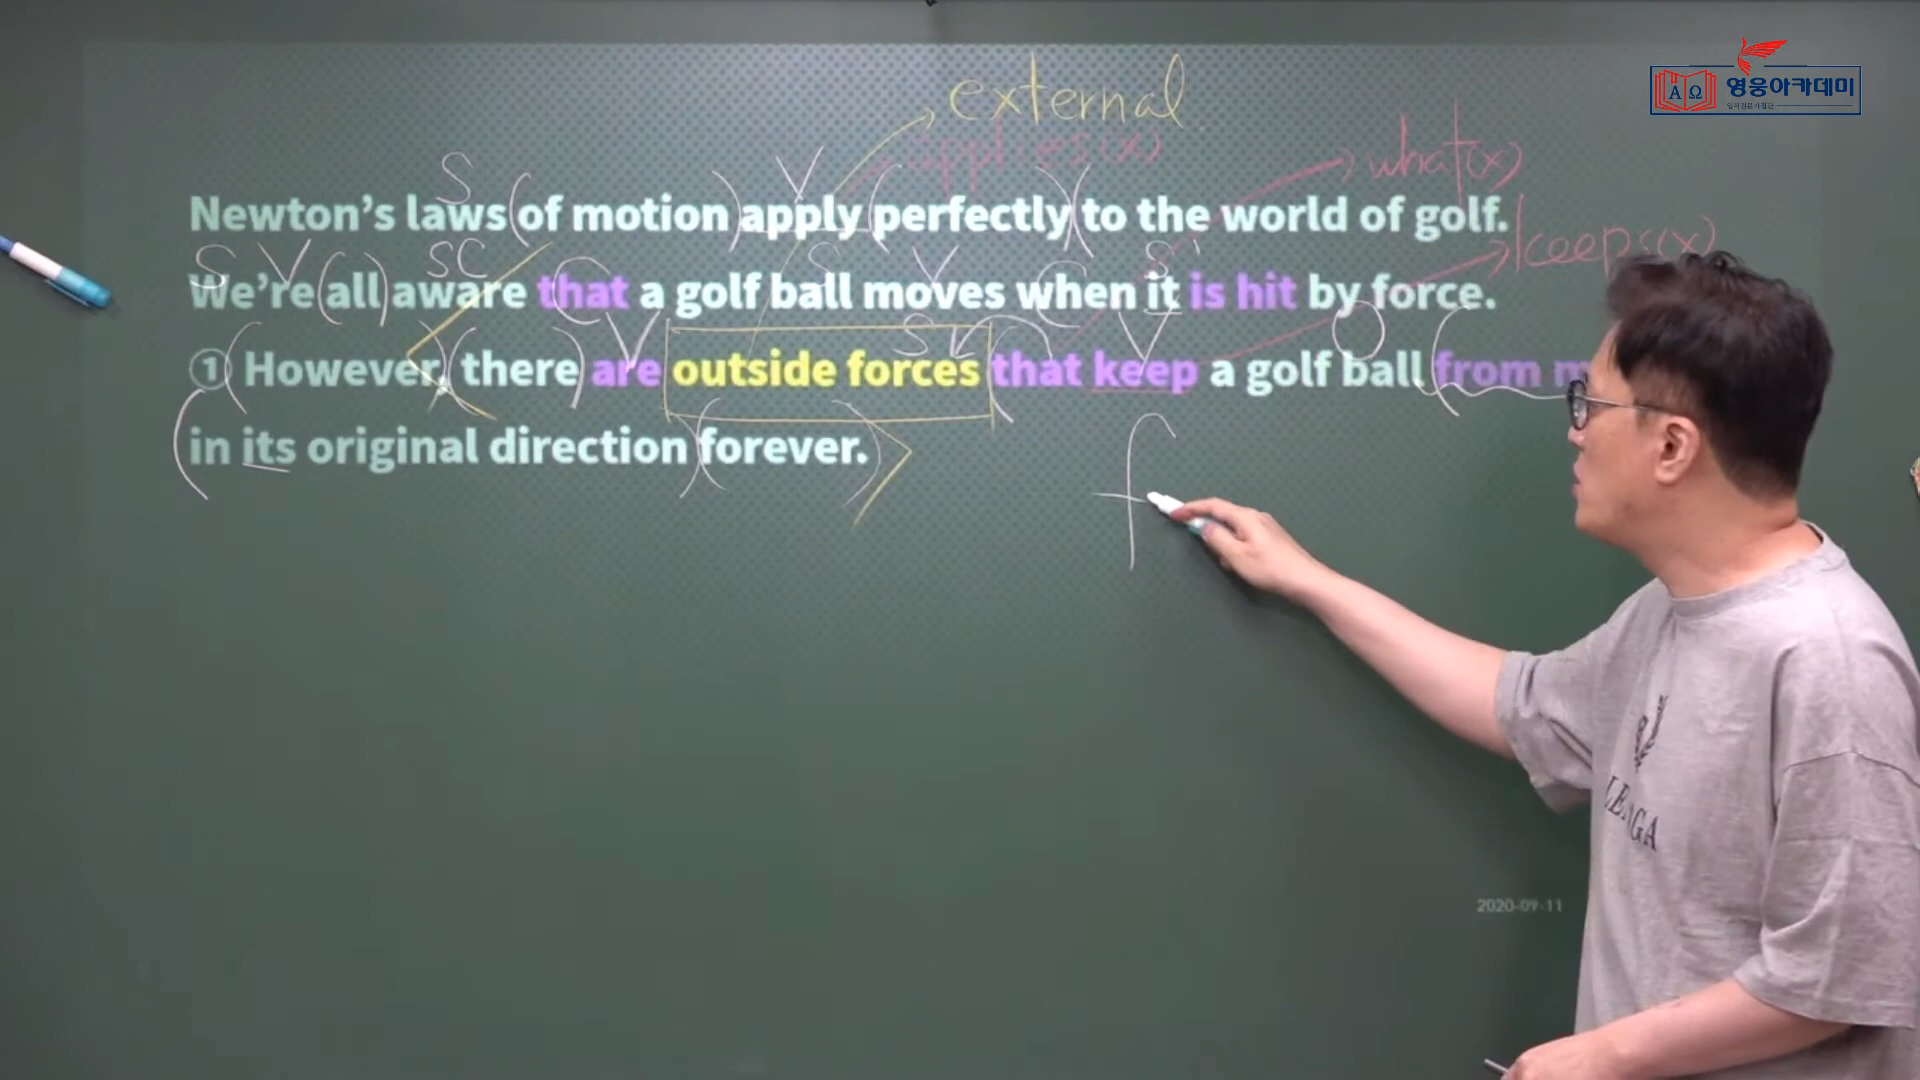 영웅아카데미
external
applies(x)
what(x)
S V
Newton's laws (of motion) apply (perfectly) (to the world of golf.
keeps(x)
S V SC S V S'
We're (all) aware that a golf ball moves when it is hit by force.
V S V O
① (However,) (there) are outside forces that keep a golf ball (from m
(in its original direction) (forever.)
f
2020-09-11